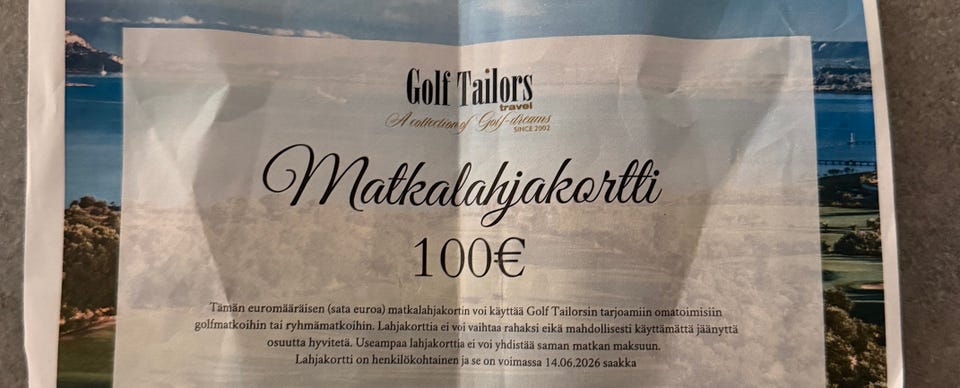 Golf Tailors
travel
A collection of Golf-dreams
SINCE 2002
Matkalahjakortti
100€
Tämän euromääräisen (sata euroa) matkalahjakortin voi käyttää Golf Tailorsin tarjoamiin omatoimisiin
golfmatkoihin tai ryhmämatkoihin. Lahjakorttia ei voi vaihtaa rahaksi eikä mahdollisesti käyttämättä jäänyttä
osuutta hyvitetä. Useampaa lahjakorttia ei voi yhdistää saman matkan maksuun.
Lahjakortti on henkilökohtainen ja se on voimassa 14.06.2026 saakka